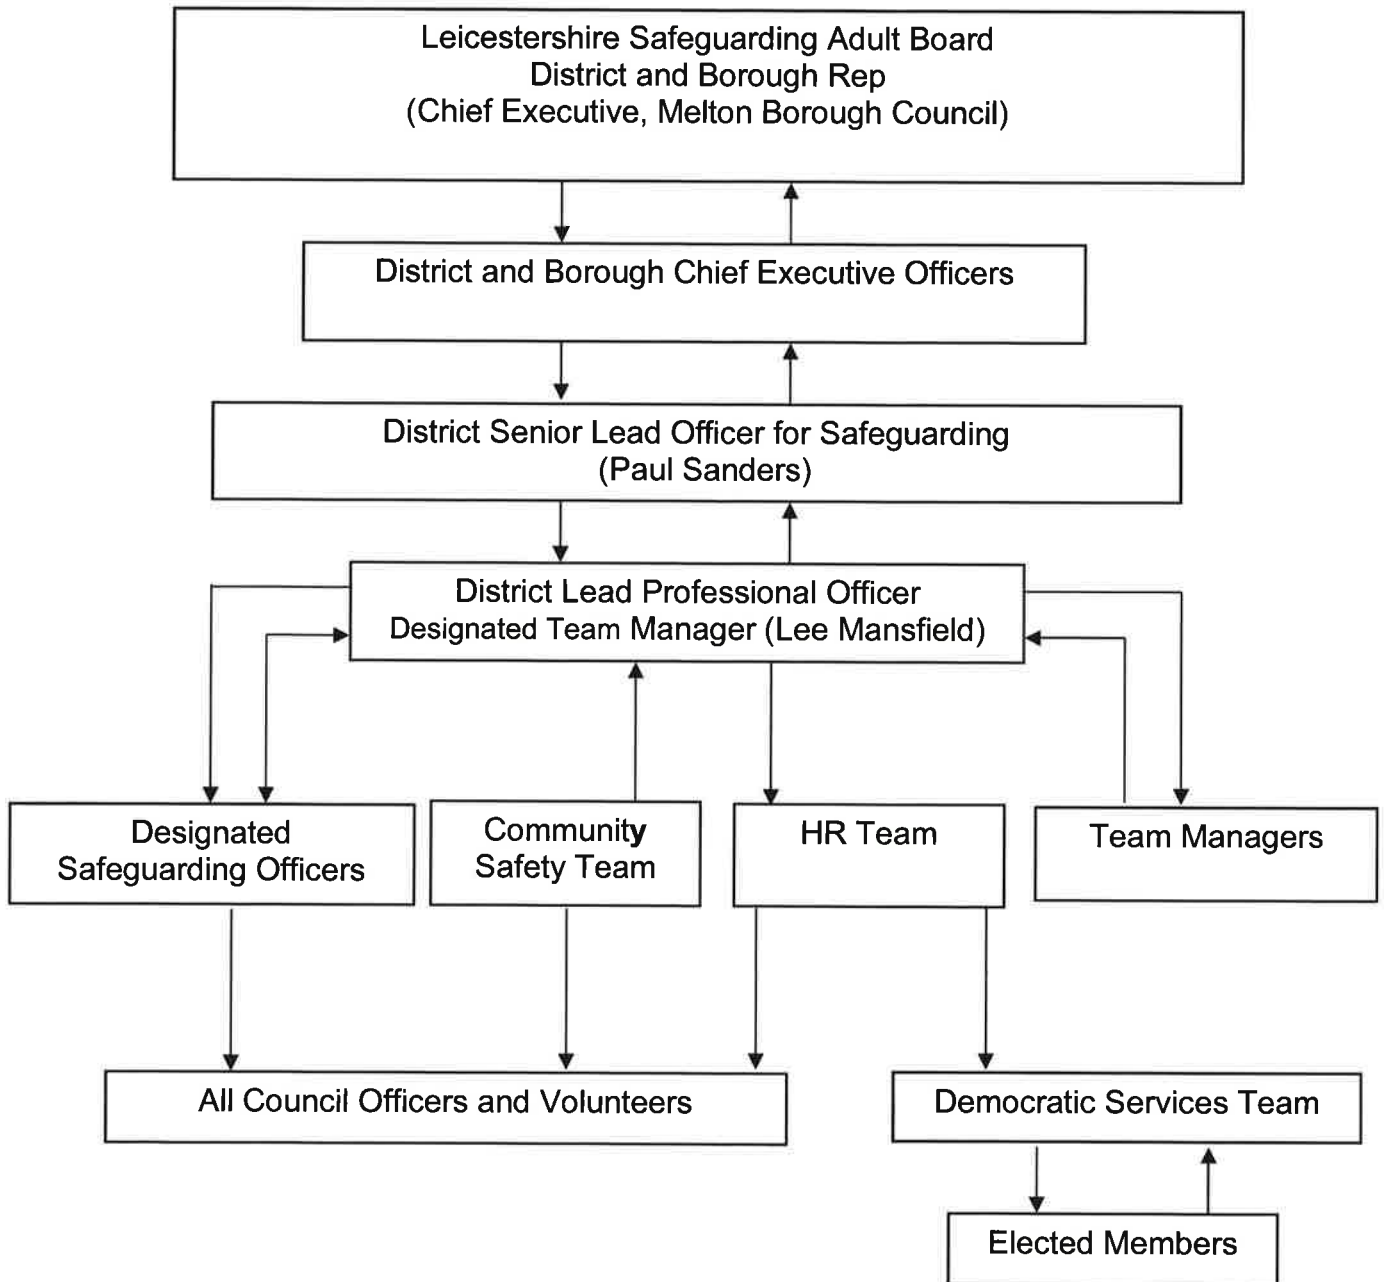 Leicestershire Safeguarding Adult Board
District and Borough Rep
(Chief Executive, Melton Borough Council)
District and Borough Chief Executive Officers
District Senior Lead Officer for Safeguarding
(Paul Sanders)
District Lead Professional Officer
Designated Team Manager (Lee Mansfield)
Designated
Safeguarding Officers
Community
Safety Team
HR Team
Team Managers
All Council Officers and Volunteers
Democratic Services Team
Elected Members